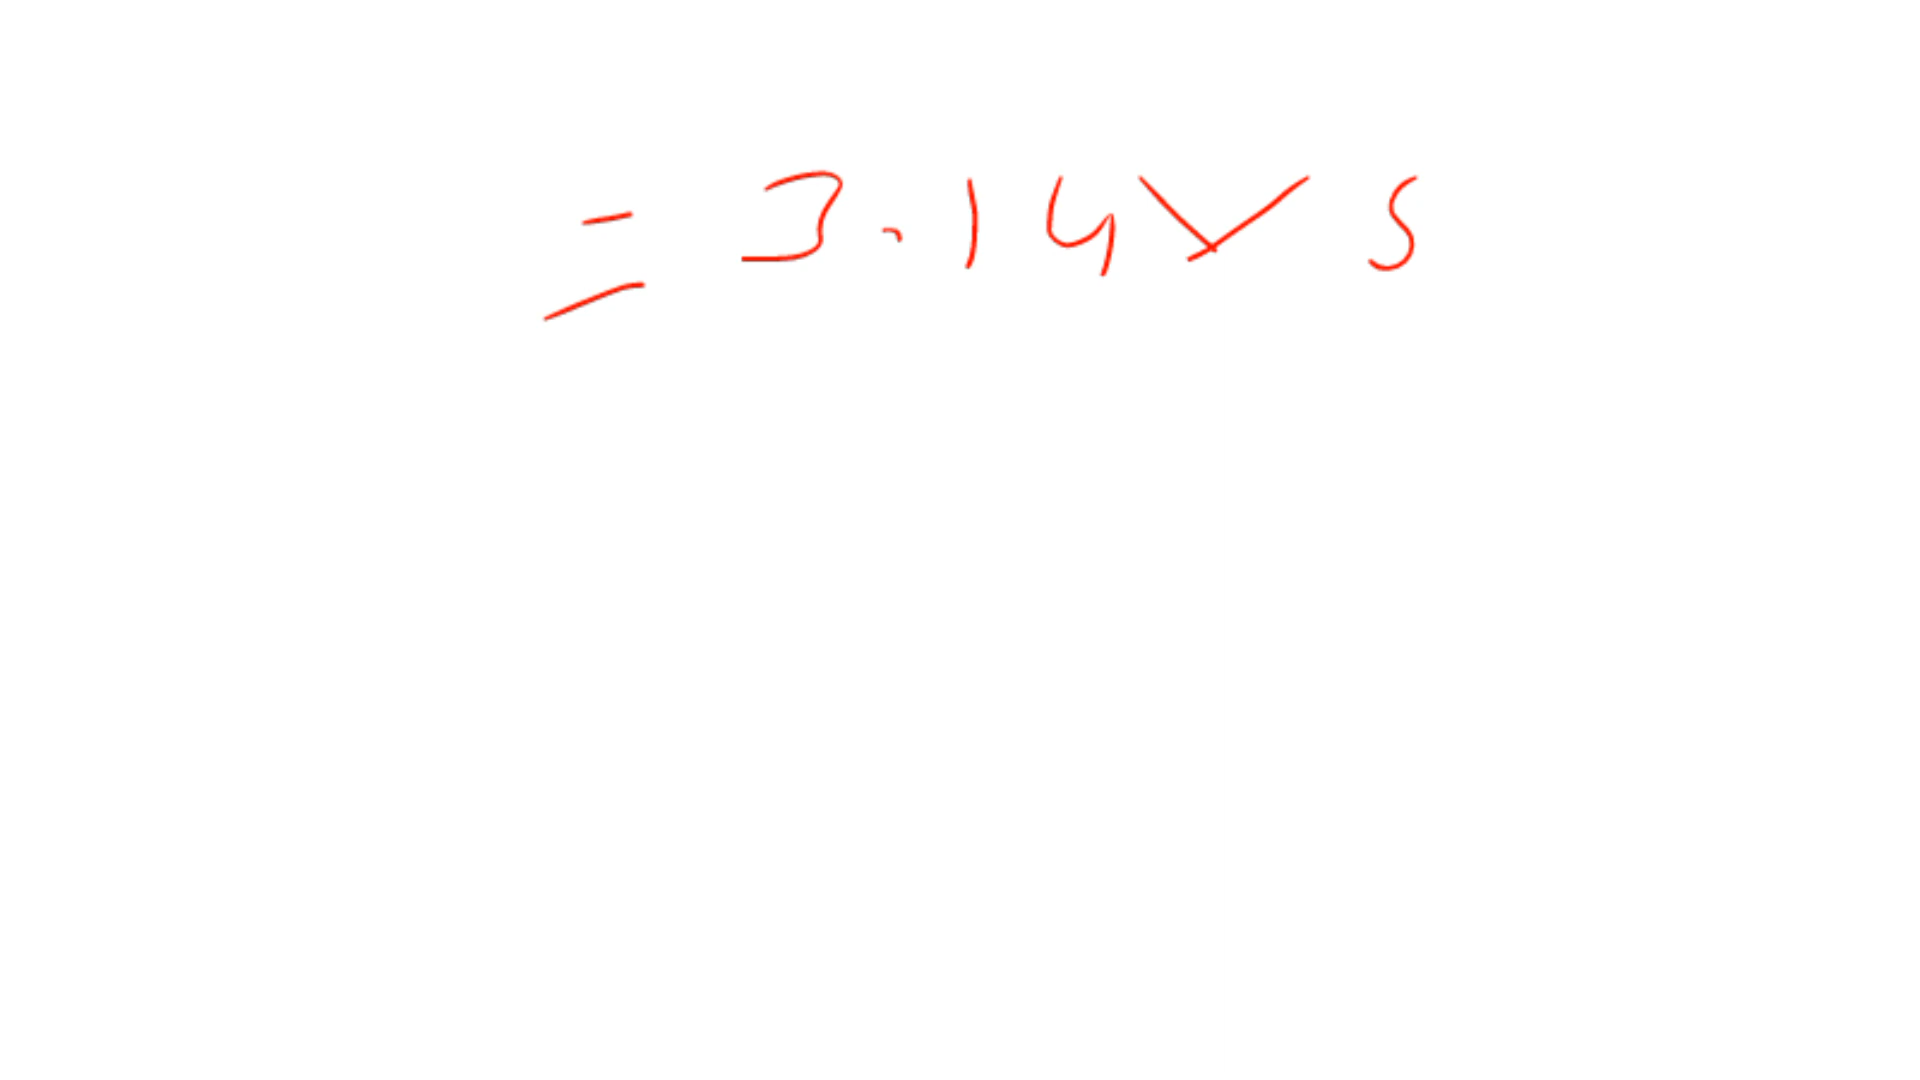 = 3.14 × 5